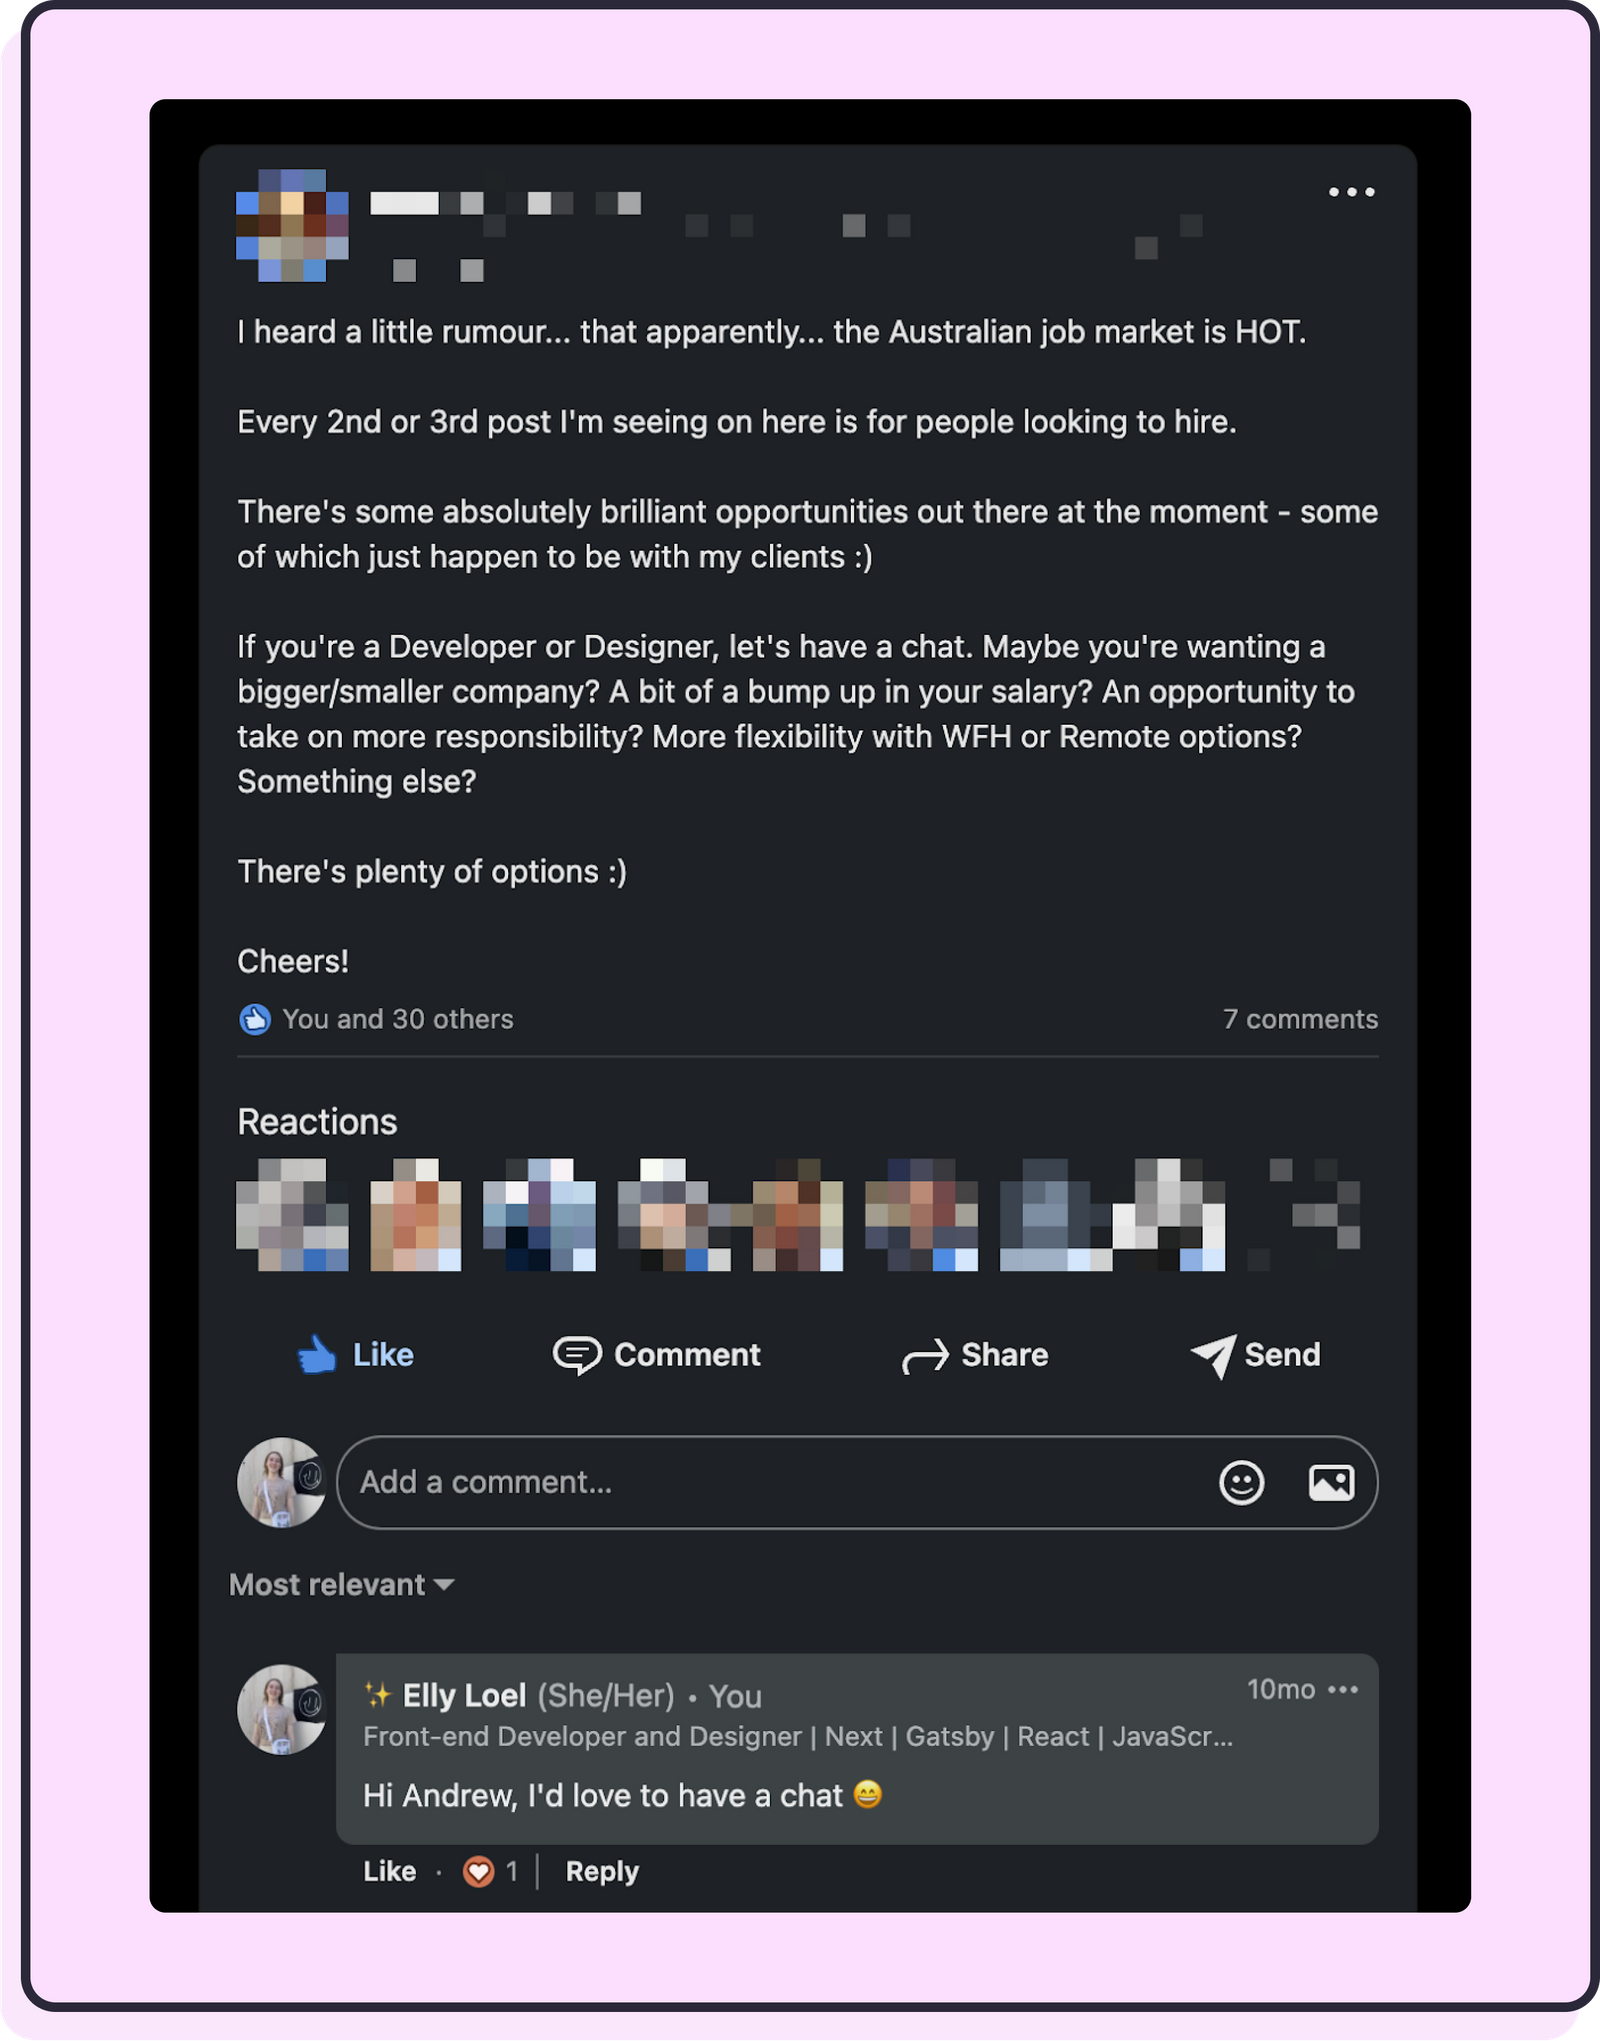 I heard a little rumour... that apparently... the Australian job market is HOT.
Every 2nd or 3rd post I'm seeing on here is for people looking to hire.
There's some absolutely brilliant opportunities out there at the moment - some
of which just happen to be with my clients :)
If you're a Developer or Designer, let's have a chat. Maybe you're wanting a
bigger/smaller company? A bit of a bump up in your salary? An opportunity to
take on more responsibility? More flexibility with WFH or Remote options?
Something else?
There's plenty of options :)
Cheers!
You and 30 others 7 comments
Reactions
Like Comment Share Send
Add a comment...
Most relevant
✨ Elly Loel (She/Her) • You 10mo
Front-end Developer and Designer | Next | Gatsby | React | JavaScr...
Hi Andrew, I'd love to have a chat 😄
Like · 1 | Reply